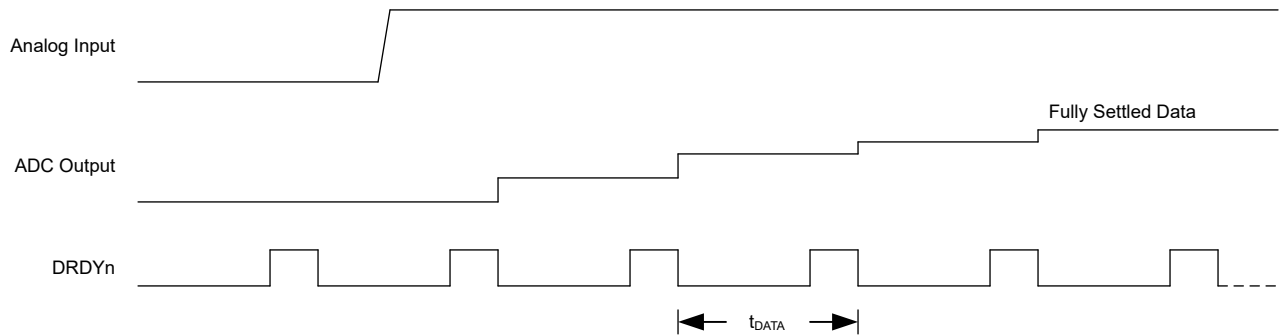 Analog Input
Fully Settled Data
ADC Output
DRDYn
tDATA